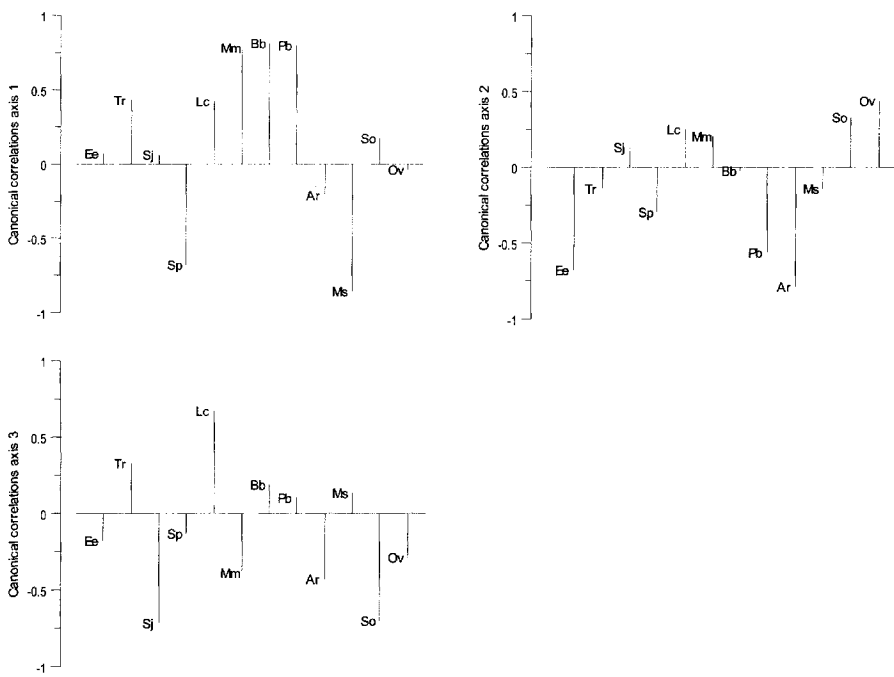 Canonical correlations axis 1
1
0.5
0
-0.5
-1
Ee
Tr
Sj
Sp
Lc
Mm
Bb
Pb
Ar
Ms
So
Ov
Canonical correlations axis 2
1
0.5
0
-0.5
-1
Ee
Tr
Sj
Sp
Lc
Mm
Bb
Pb
Ar
Ms
So
Ov
Canonical correlations axis 3
1
0.5
0
-0.5
-1
Ee
Tr
Sj
Sp
Lc
Mm
Bb
Pb
Ar
Ms
So
Ov